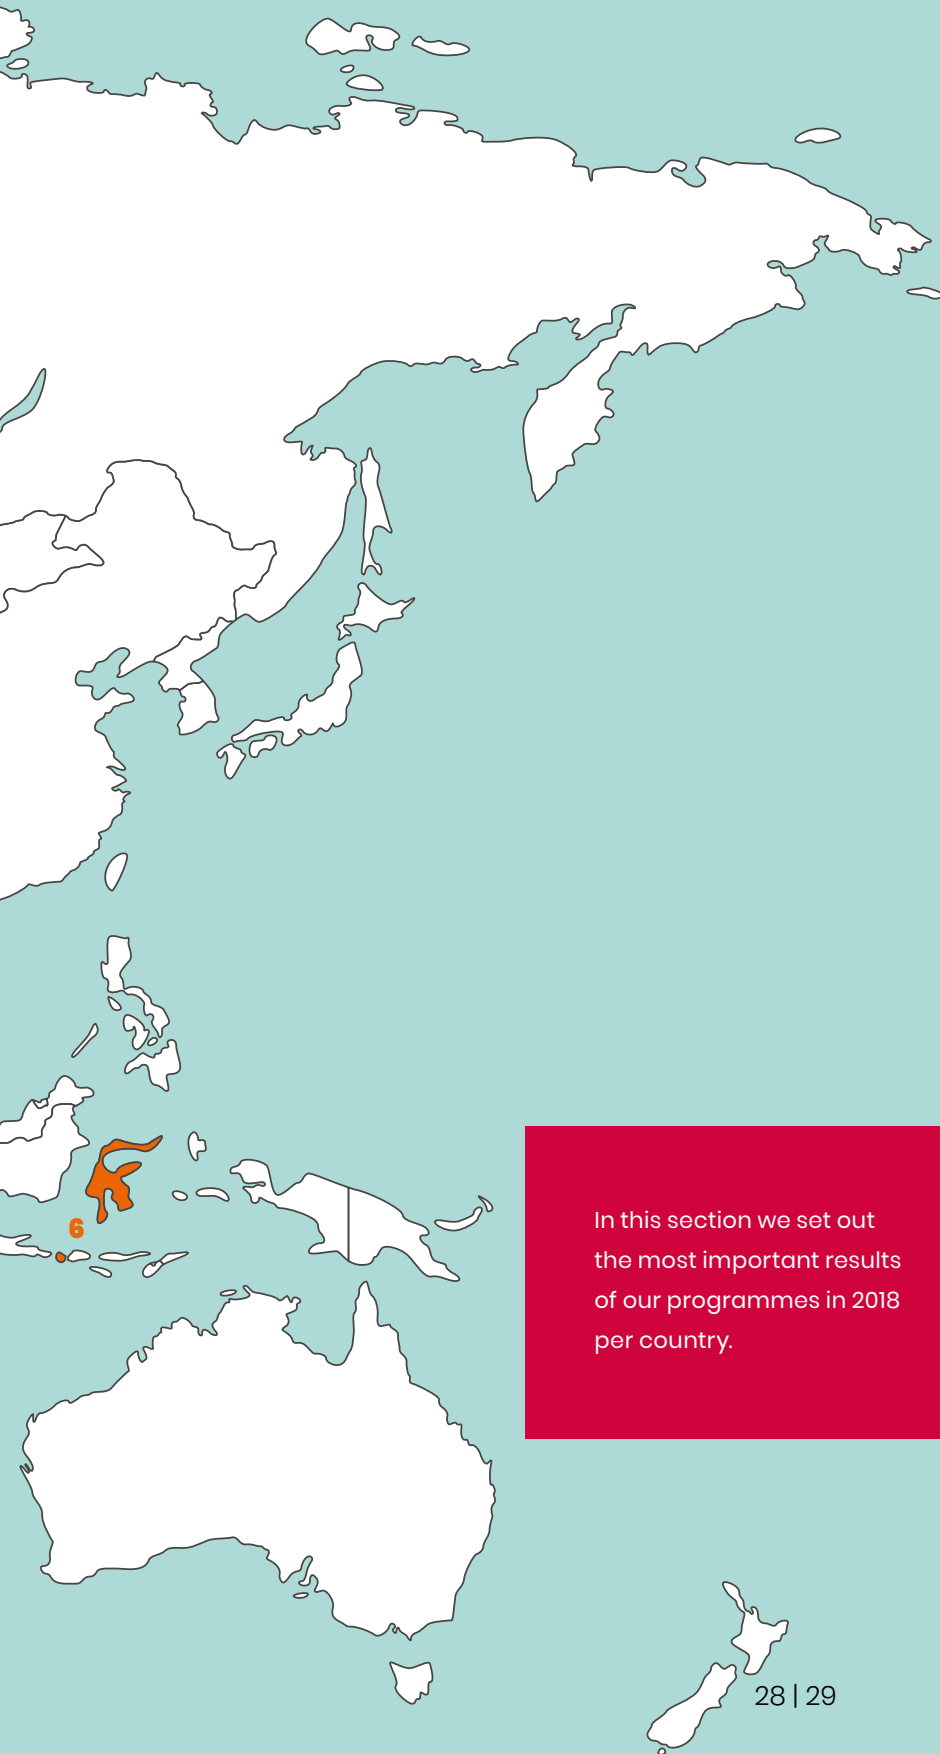 6
In this section we set out
the most important results
of our programmes in 2018
per country.
28 | 29